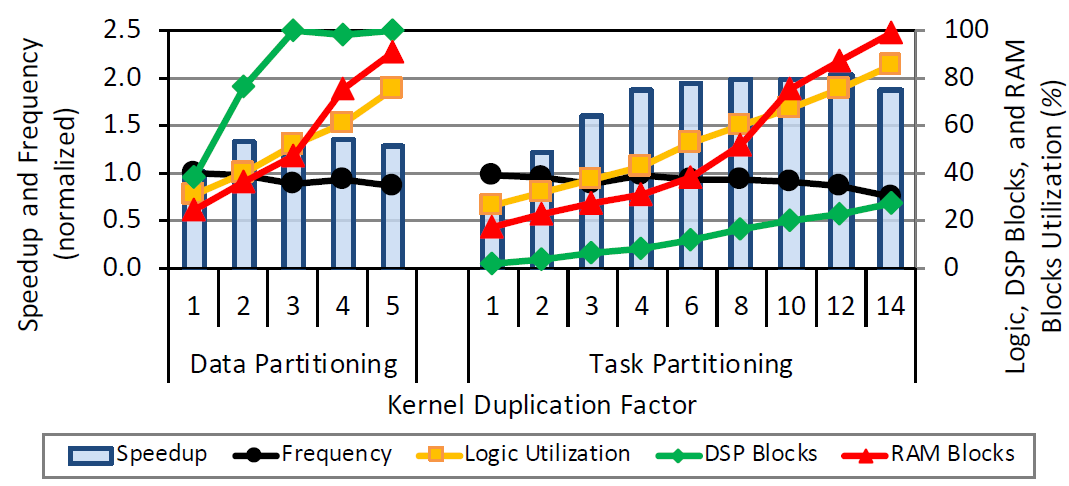 Speedup and Frequency
(normalized)
2.5
2.0
1.5
1.0
0.5
0.0
100
80
60
40
20
0
Logic, DSP Blocks, and RAM
Blocks Utilization (%)
1 2 3 4 5 1 2 3 4 6 8 10 12 14
Data Partitioning Task Partitioning
Kernel Duplication Factor
Speedup Frequency Logic Utilization DSP Blocks RAM Blocks